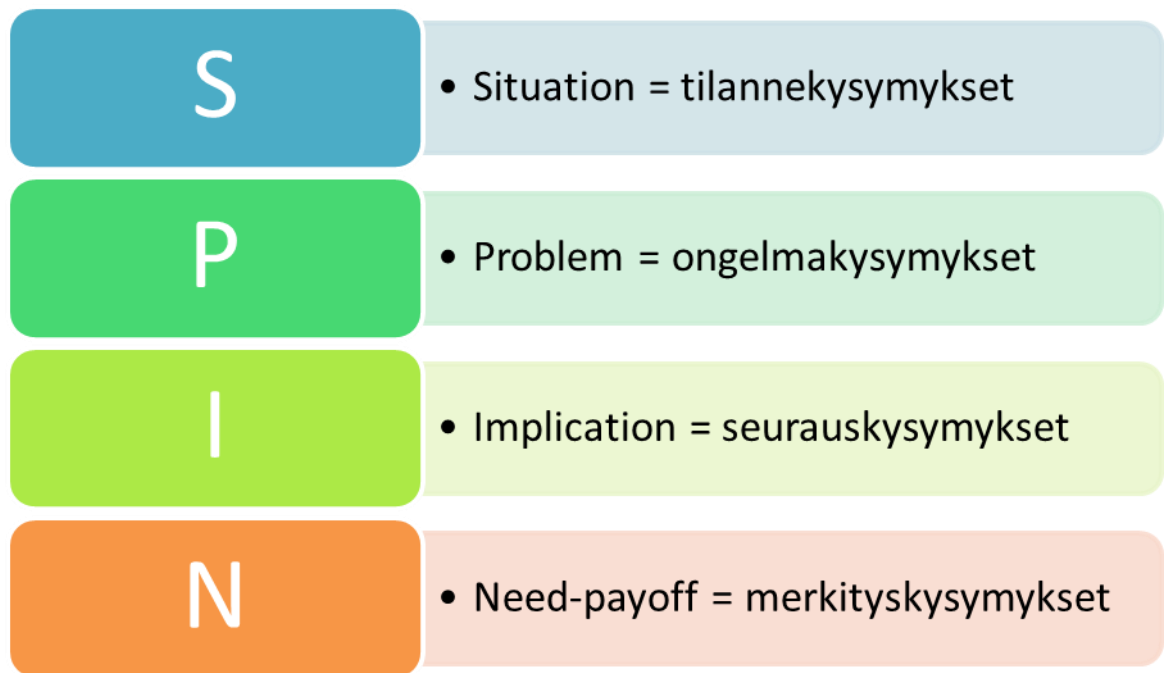 S
• Situation = tilannekysymykset
P
• Problem = ongelmakysymykset
I
• Implication = seurauskysymykset
N
• Need-payoff = merkityskysymykset